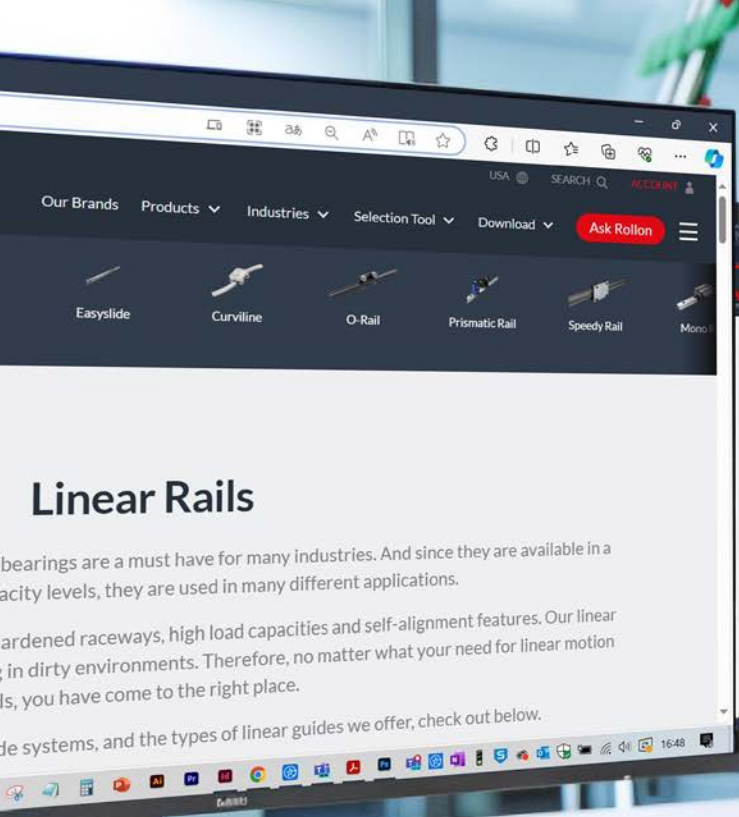 USA SEARCH ACCOUNT
Our Brands Products Industries Selection Tool Download Ask Rollon
Easyslide Curviline O-Rail Prismatic Rail Speedy Rail Mono
Linear Rails
bearings are a must have for many industries. And since they are available in a
acity levels, they are used in many different applications.
ardened raceways, high load capacities and self-alignment features. Our linear
g in dirty environments. Therefore, no matter what your need for linear motion
ls, you have come to the right place.
de systems, and the types of linear guides we offer, check out below.
16:48